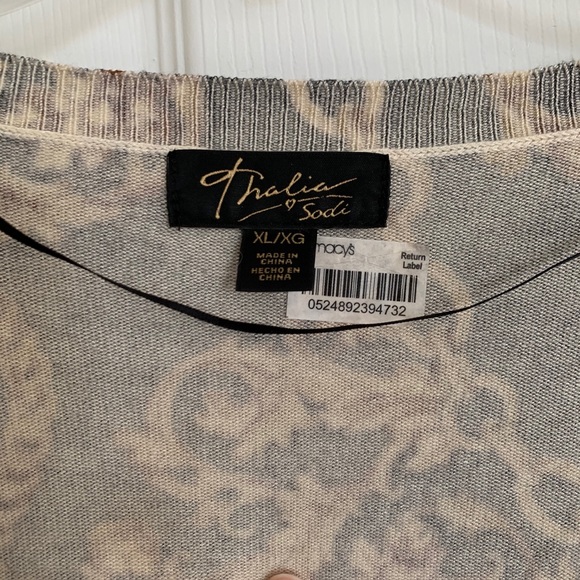 Thalia
Sodi
XL/XG
MADE IN
CHINA
HECHO EN
CHINA
macy's
Return
Label
0524892394732